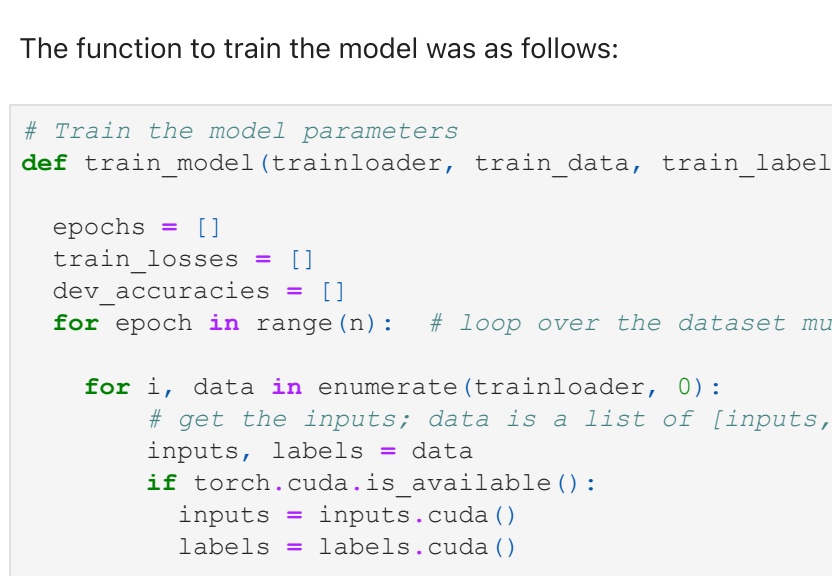 The function to train the model was as follows:
# Train the model parameters
def train_model(trainloader, train_data, train_label
epochs = []
train_losses = []
dev_accuracies = []
for epoch in range(n):  # loop over the dataset mu
for i, data in enumerate(trainloader, 0):
# get the inputs; data is a list of [inputs,
inputs, labels = data
if torch.cuda.is_available():
inputs = inputs.cuda()
labels = labels.cuda()